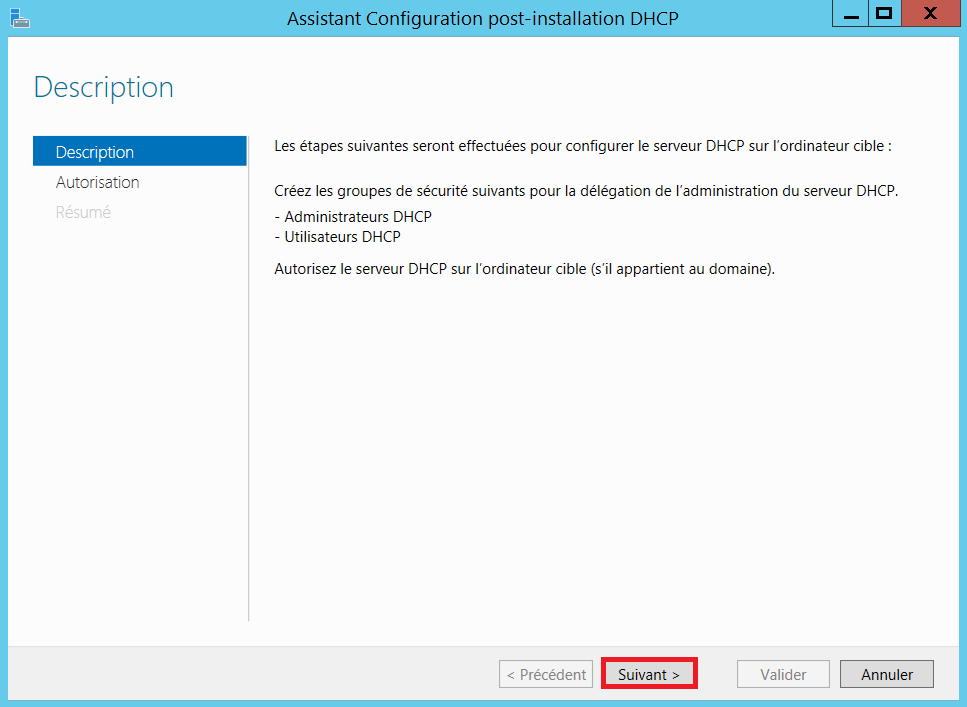 Assistant Configuration post-installation DHCP
X
Description
Description
Autorisation
Résumé
Les étapes suivantes seront effectuées pour configurer le serveur DHCP sur l'ordinateur cible :
Créez les groupes de sécurité suivants pour la délégation de l'administration du serveur DHCP.
- Administrateurs DHCP
- Utilisateurs DHCP
Autorisez le serveur DHCP sur l'ordinateur cible (s'il appartient au domaine).
< Précédent
Suivant >
Valider
Annuler